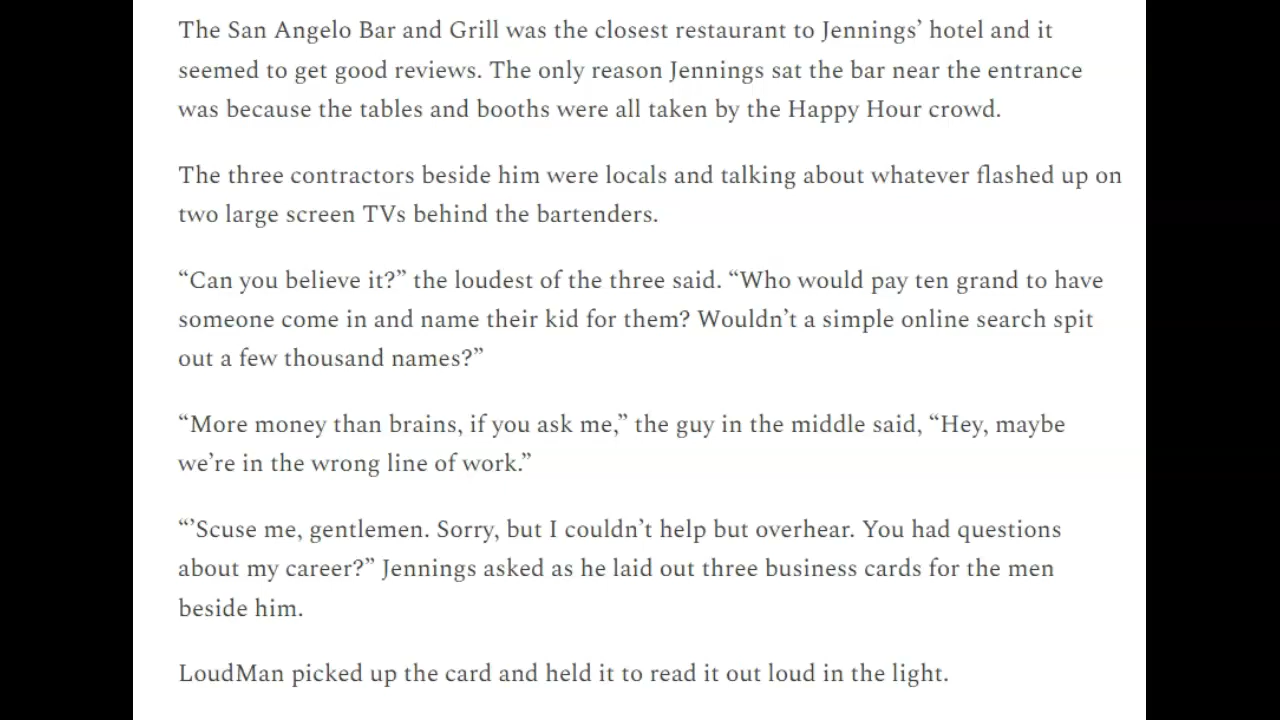 The San Angelo Bar and Grill was the closest restaurant to Jennings’ hotel and it
seemed to get good reviews. The only reason Jennings sat the bar near the entrance
was because the tables and booths were all taken by the Happy Hour crowd.
The three contractors beside him were locals and talking about whatever flashed up on
two large screen TVs behind the bartenders.
“Can you believe it?” the loudest of the three said. “Who would pay ten grand to have
someone come in and name their kid for them? Wouldn’t a simple online search spit
out a few thousand names?”
“More money than brains, if you ask me,” the guy in the middle said, “Hey, maybe
we’re in the wrong line of work.”
“’Scuse me, gentlemen. Sorry, but I couldn’t help but overhear. You had questions
about my career?” Jennings asked as he laid out three business cards for the men
beside him.
LoudMan picked up the card and held it to read it out loud in the light.